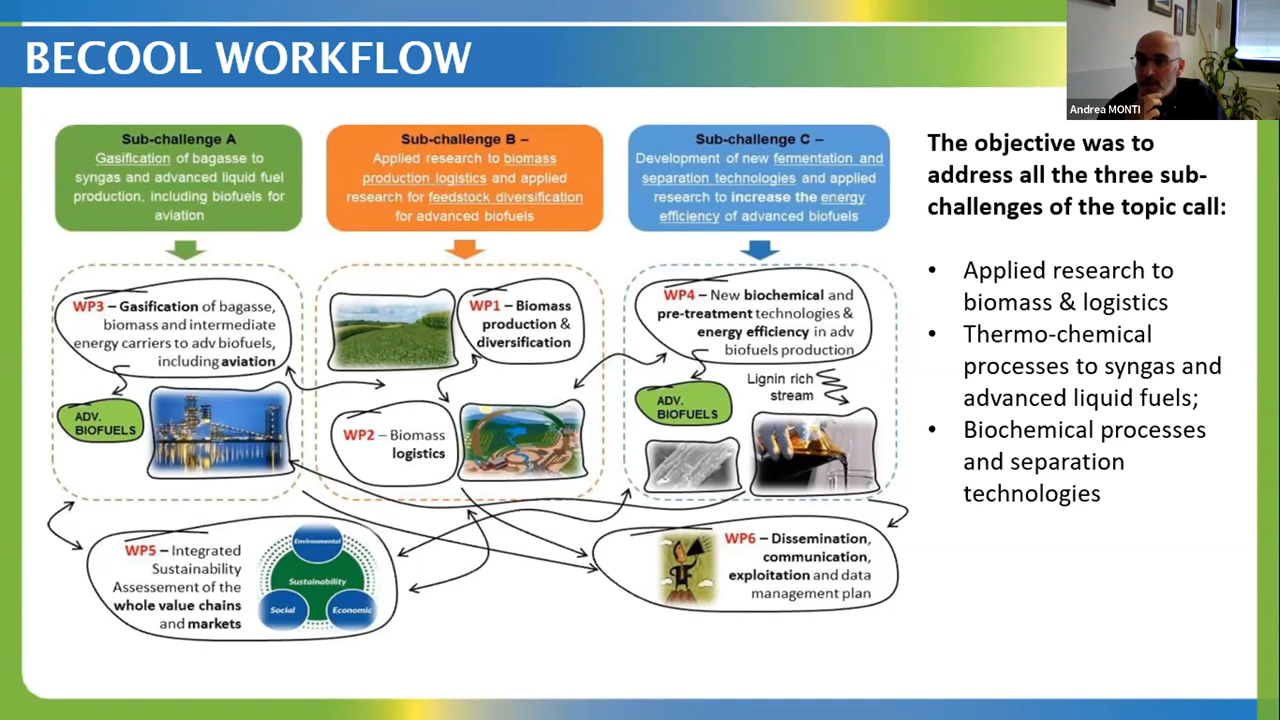 BECOOL WORKFLOW
Andrea MONTI
Sub-challenge A
Gasification of bagasse to
syngas and advanced liquid fuel
production, including biofuels for
aviation
Sub-challenge B –
Applied research to biomass
production logistics and applied
research for feedstock diversification
for advanced biofuels
Sub-challenge C –
Development of new fermentation and
separation technologies and applied
research to increase the energy
efficiency of advanced biofuels
WP3 – Gasification of bagasse,
biomass and intermediate
energy carriers to adv biofuels,
including aviation
ADV.
BIOFUELS
WP1 – Biomass
production &
diversification
WP2 – Biomass
logistics
WP4 – New biochemical and
pre-treatment technologies &
energy efficiency in adv
biofuels production
ADV.
BIOFUELS
Lignin rich
stream
WP5 – Integrated
Sustainability
Assessment of the
whole value chains
and markets
Environmental
Sustainability
Social
Economic
WP6 – Dissemination,
communication,
exploitation and data
management plan
The objective was to
address all the three sub-
challenges of the topic call:
• Applied research to
biomass & logistics
• Thermo-chemical
processes to syngas and
advanced liquid fuels;
• Biochemical processes
and separation
technologies